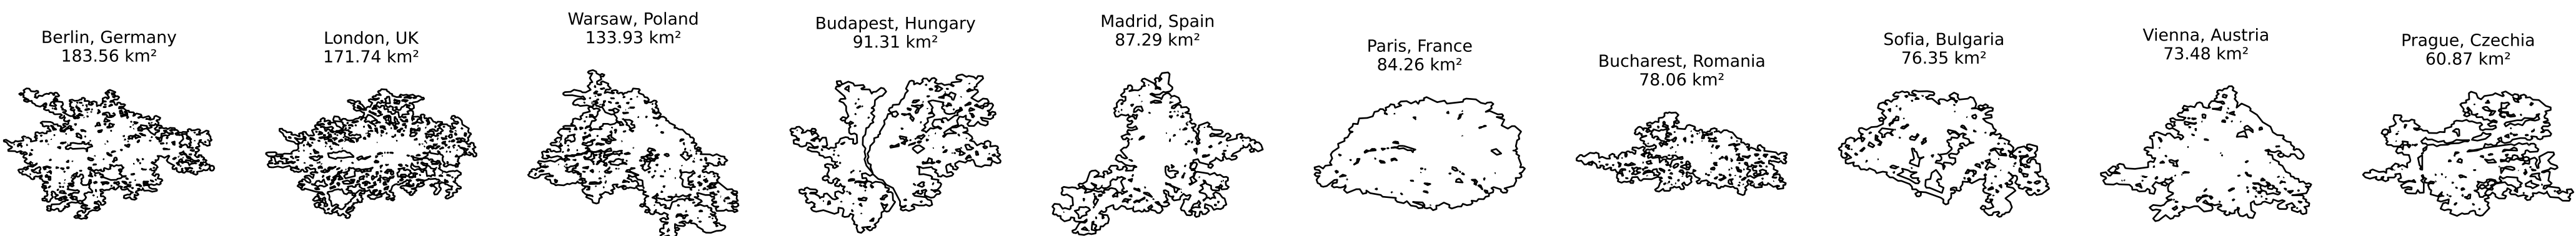 Berlin, Germany
183.56 km²
London, UK
171.74 km²
Warsaw, Poland
133.93 km²
Budapest, Hungary
91.31 km²
Madrid, Spain
87.29 km²
Paris, France
84.26 km²
Bucharest, Romania
78.06 km²
Sofia, Bulgaria
76.35 km²
Vienna, Austria
73.48 km²
Prague, Czechia
60.87 km²